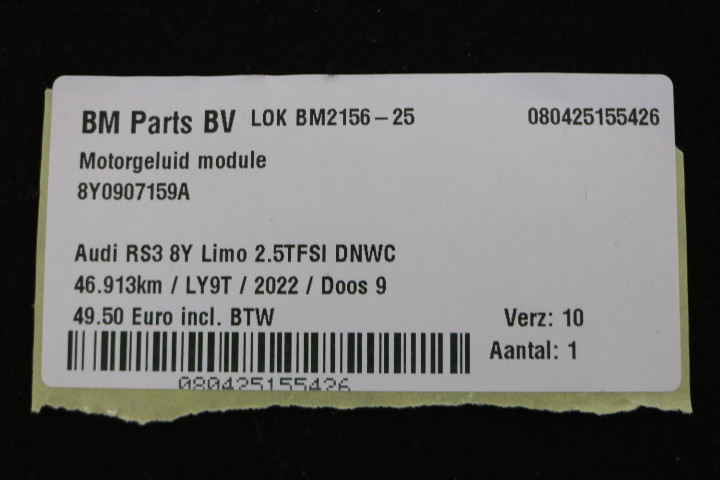 BM Parts BV LOK BM2156-25 080425155426
Motorgeluid module
8Y0907159A
Audi RS3 8Y Limo 2.5TFSI DNWC
46.913km / LY9T / 2022 / Doos 9
49.50 Euro incl. BTW Verz: 10
Aantal: 1
080425155426